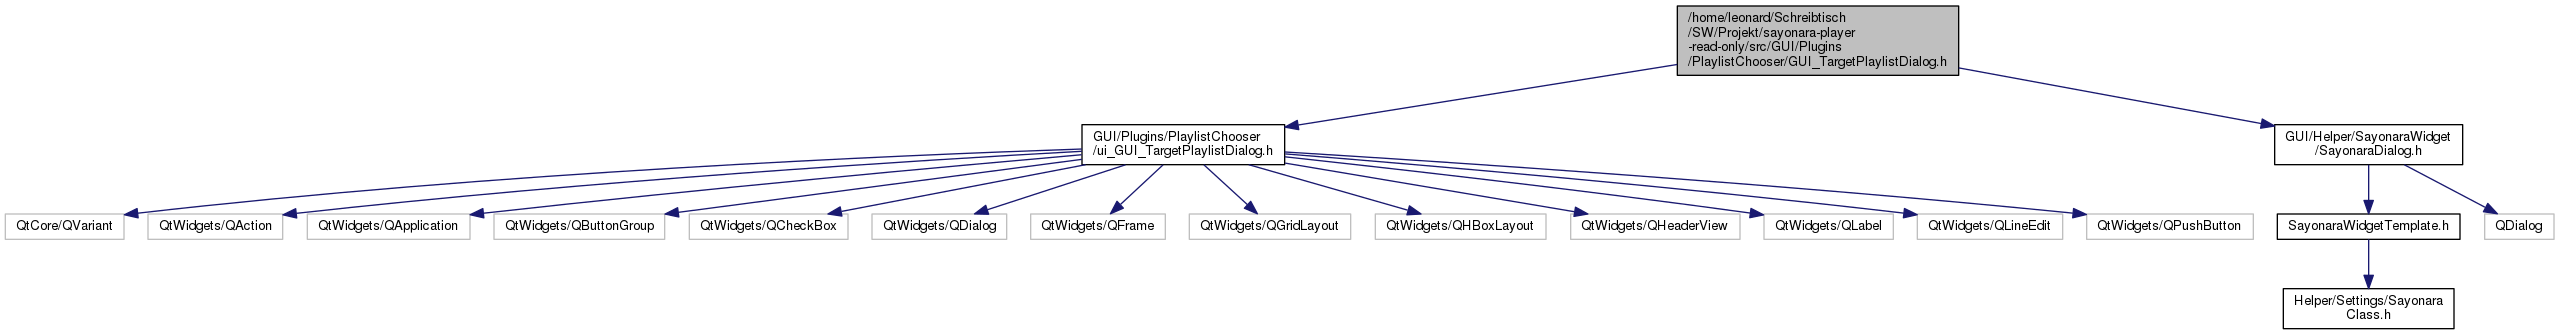 /home/leonard/Schreibtisch
/SW/Projekt/sayonara-player
-read-only/src/GUI/Plugins
/PlaylistChooser/GUI_TargetPlaylistDialog.h
GUI/Plugins/PlaylistChooser
/ui_GUI_TargetPlaylistDialog.h
GUI/Helper/SayonaraWidget
/SayonaraDialog.h
QtCore/QVariant
QtWidgets/QAction
QtWidgets/QApplication
QtWidgets/QButtonGroup
QtWidgets/QCheckBox
QtWidgets/QDialog
QtWidgets/QFrame
QtWidgets/QGridLayout
QtWidgets/QHBoxLayout
QtWidgets/QHeaderView
QtWidgets/QLabel
QtWidgets/QLineEdit
QtWidgets/QPushButton
SayonaraWidgetTemplate.h
QDialog
Helper/Settings/Sayonara
Class.h